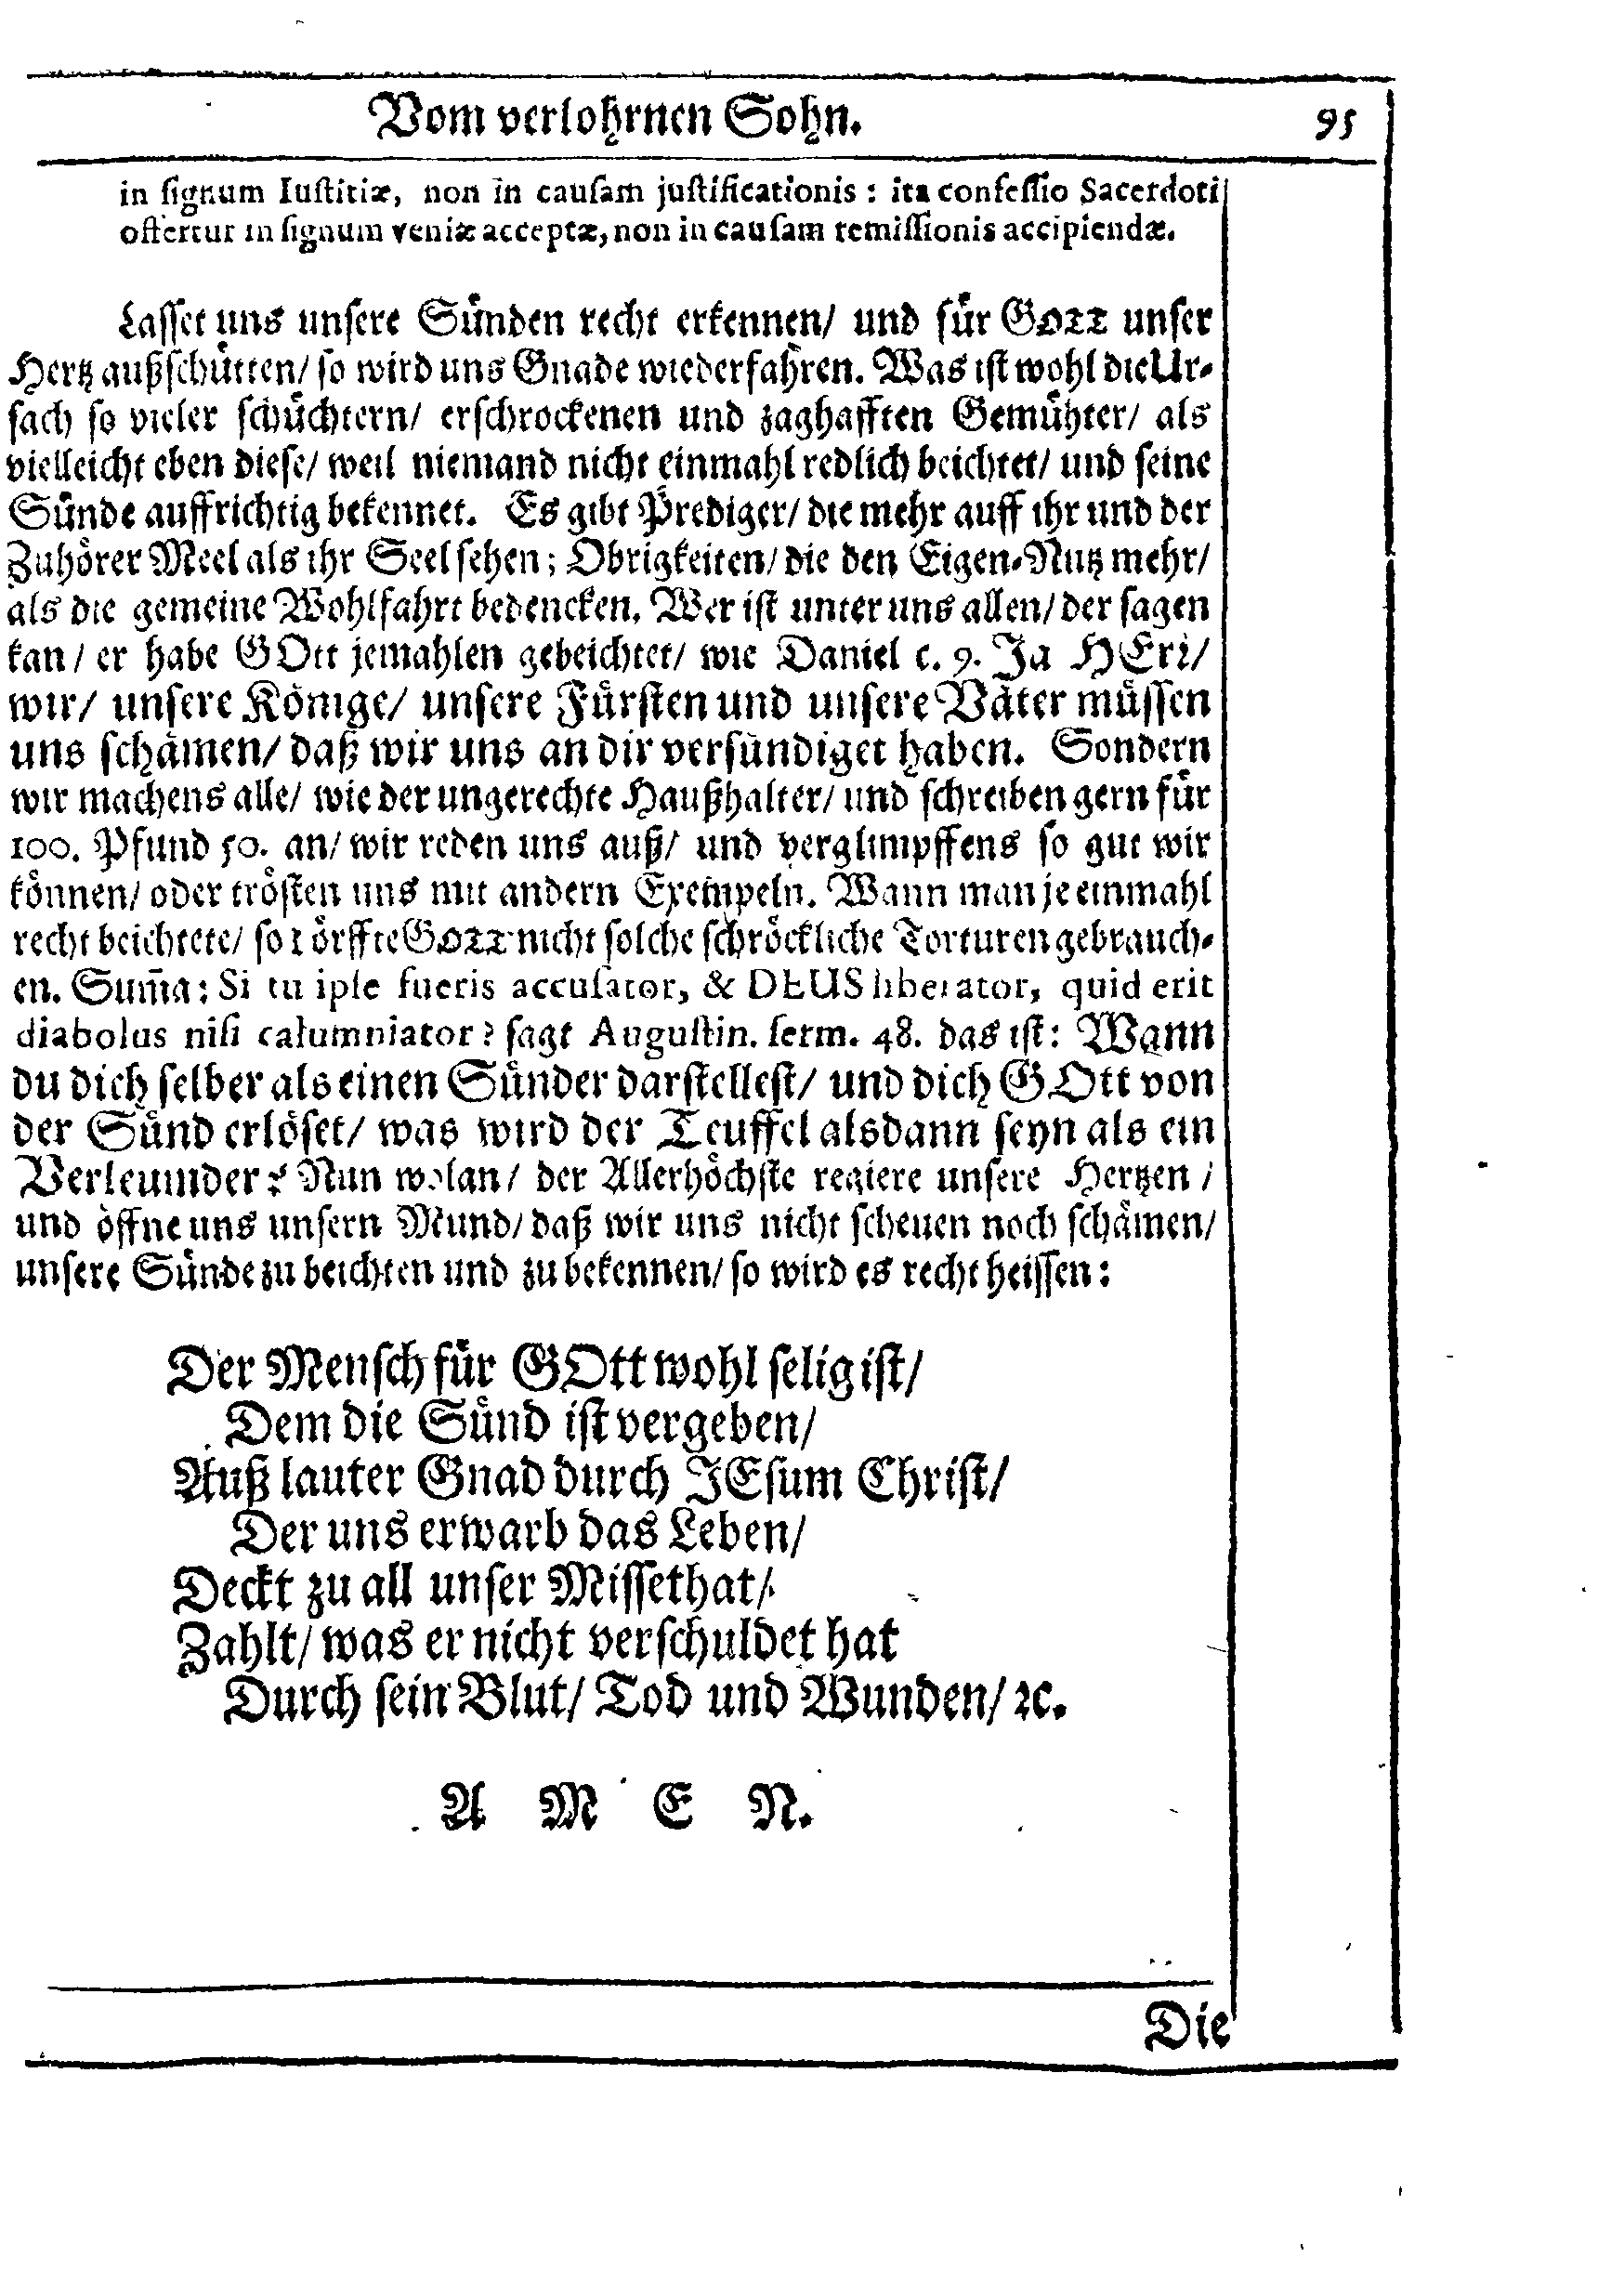 Vom verlohrnen Sohn. 95
in signum Iustitiæ, non in causam justificationis: ita confessio Sacerdoti
offertur in signum veniæ acceptæ, non in causam remissionis accipiendæ.
Lasset uns unsere Sünden recht erkennen/ und für GOTT unser
Hertz außschütten/ so wird uns Gnade wiederfahren. Was ist wohl die Ur-
sach so vieler schüchtern/ erschrockenen und zaghafften Gemühter/ als
vielleicht eben diese/ weil niemand nicht einmahl redlich beichtet/ und seine
Sünde auffrichtig bekennet. Es gibt Prediger/ die mehr auff ihr und der
Zuhörer Meel als ihr Seel sehen; Obrigkeiten/ die den Eigen-Nutz mehr/
als die gemeine Wohlfahrt bedencken. Wer ist unter uns allen/ der sagen
kan/ er habe GOtt jemahlen gebeichtet/ wie Daniel c. 9. Ja HErr/
wir/ unsere Könige/ unsere Fürsten und unsere Väter müssen
uns schämen/ daß wir uns an dir versündiget haben. Sondern
wir machens alle/ wie der ungerechte Haußhalter/ und schreiben gern für
100. Pfund 50. an/ wir reden uns auß/ und verglimpffens so gut wir
können/ oder trösten uns mit andern Exempeln. Wann man je einmahl
recht beichtete/ so dörffte GOTT nicht solche schröckliche Torturen gebrauch-
en. Sum̃a: Si tu ipse fueris accusator, & DEUS liberator, quid erit
diabolus nisi calumniator? sagt Augustin. serm. 48. das ist: Wann
du dich selber als einen Sünder darstellest/ und dich GOtt von
der Sünd erlöset/ was wird der Teuffel alsdann seyn als ein
Verleumder? Nun wolan/ der Allerhöchste regiere unsere Hertzen/
und öffne uns unsern Mund/ daß wir uns nicht scheuen noch schämen/
unsere Sünde zu beichten und zu bekennen/ so wird es recht heissen:
Der Mensch für GOtt wohl selig ist/
Dem die Sünd ist vergeben/
Auß lauter Gnad durch JEsum Christ/
Der uns erwarb das Leben/
Deckt zu all unser Missethat/
Zahlt/ was er nicht verschuldet hat
Durch sein Blut/ Tod und Wunden/ ꝛc.
A M E N.
Die